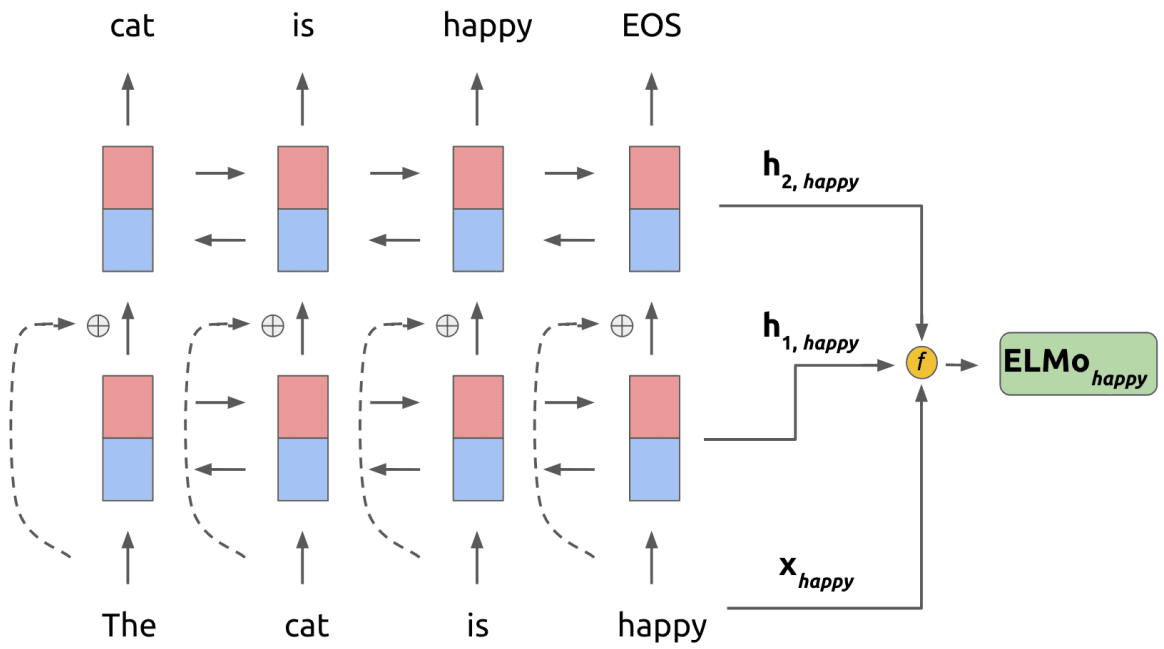 cat is happy EOS
h2, happy
h1, happy
f
ELMohappy
xhappy
The cat is happy